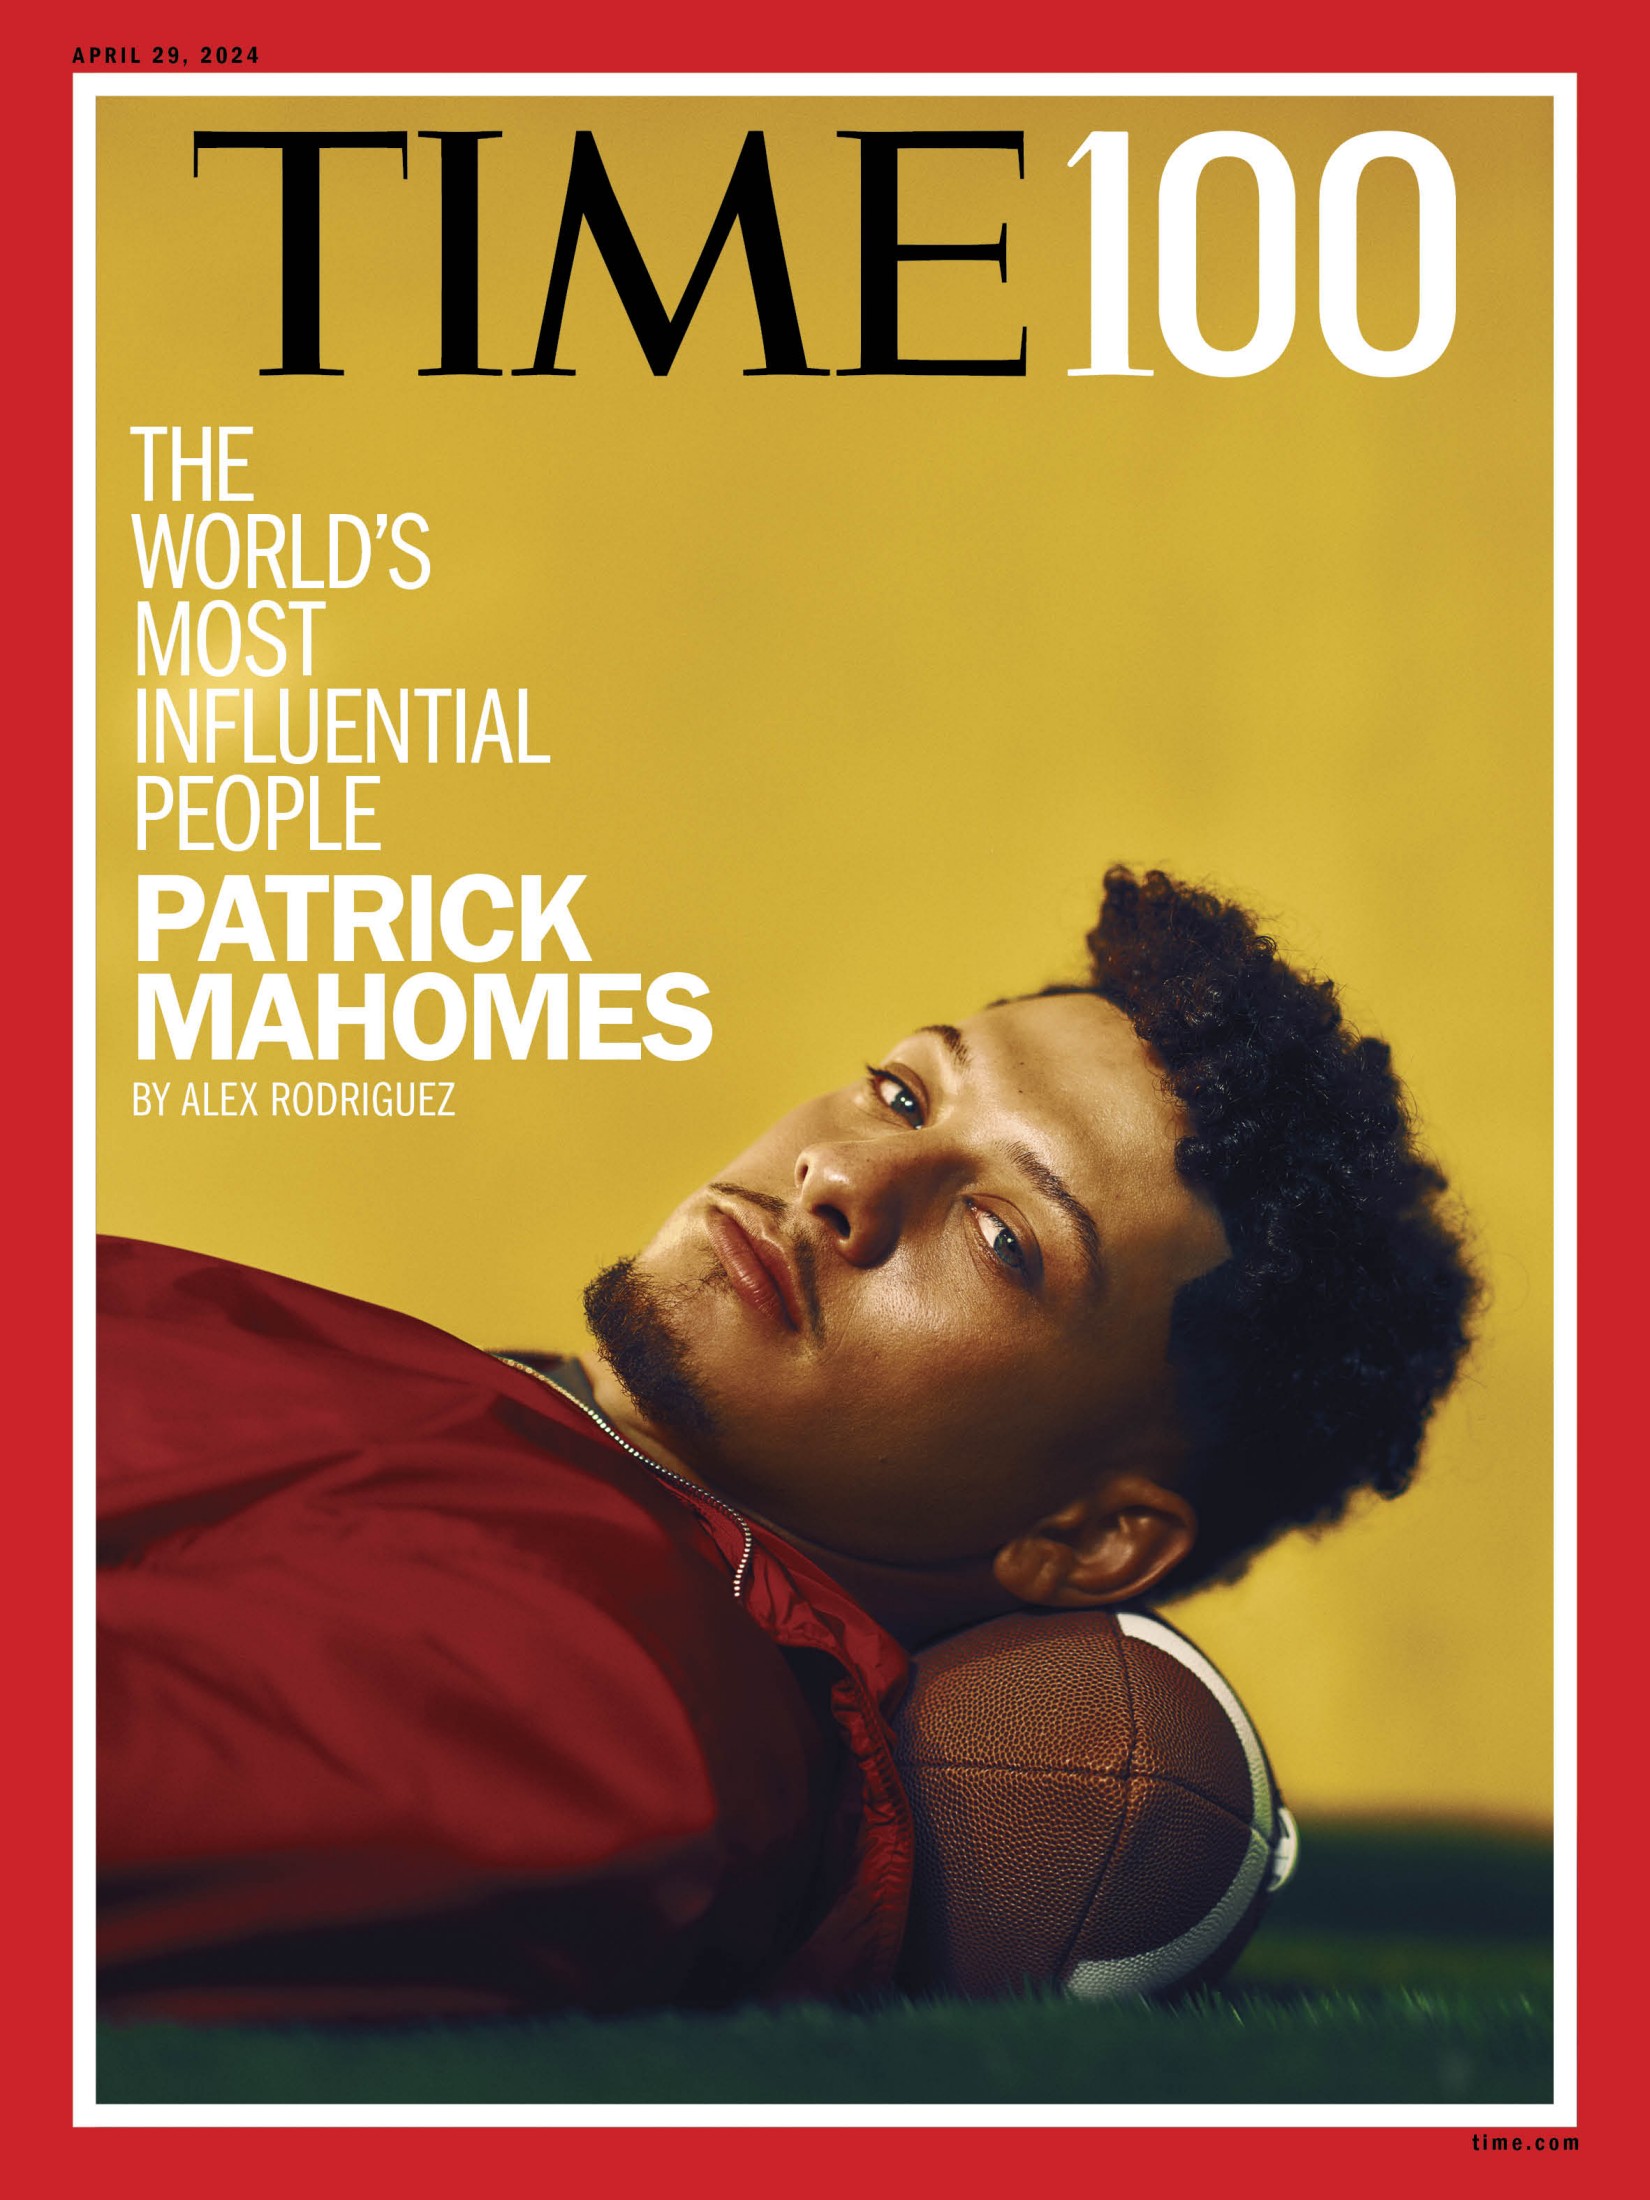 APRIL 29, 2024
TIME100
THE
WORLD’S
MOST
INFLUENTIAL
PEOPLE
PATRICK
MAHOMES
BY ALEX RODRIGUEZ
time.com